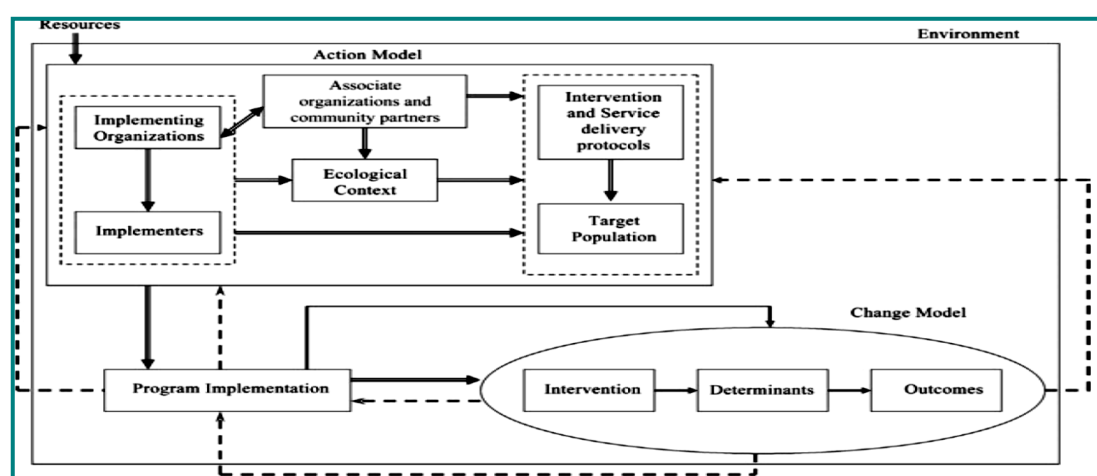 Resources
Environment
Action Model
Associate
organizations and
community partners
Implementing
Organizations
Intervention
and Service
delivery
protocols
Ecological
Context
Implementers
Target
Population
Change Model
Program Implementation
Intervention
Determinants
Outcomes